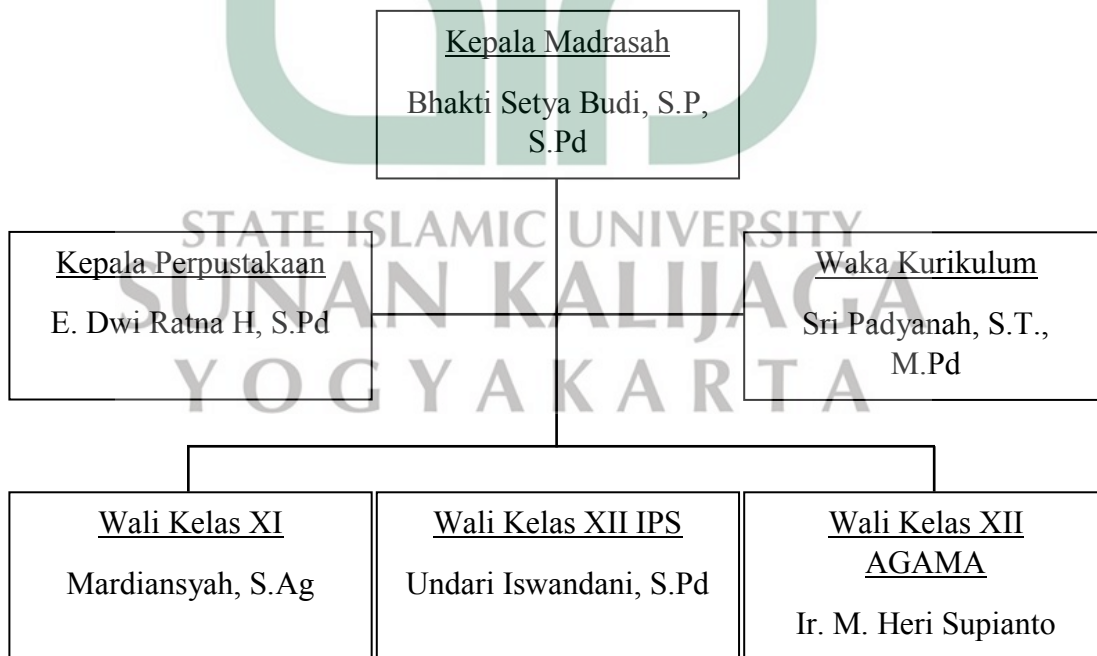 Kepala Madrasah
Bhakti Setya Budi, S.P,
S.Pd
STATE ISLAMIC UNIVERSITY
SUNAN KALIJAGA
YOGYAKARTA
Kepala Perpustakaan
E. Dwi Ratna H, S.Pd
Waka Kurikulum
Sri Padyanah, S.T.,
M.Pd
Wali Kelas XI
Mardiansyah, S.Ag
Wali Kelas XII IPS
Undari Iswandani, S.Pd
Wali Kelas XII
AGAMA
Ir. M. Heri Supianto